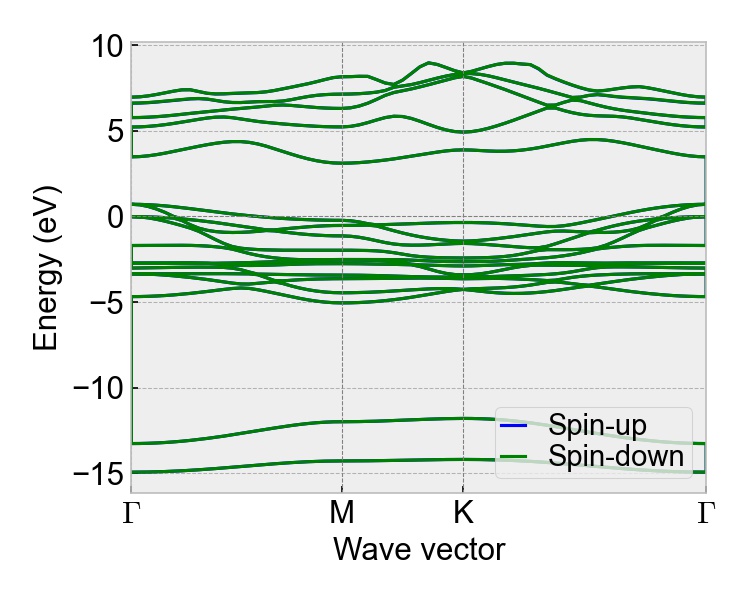 10
5
0
−5
−10
−15
Energy (eV)
Spin-up
Spin-down
Γ M K Γ
Wave vector